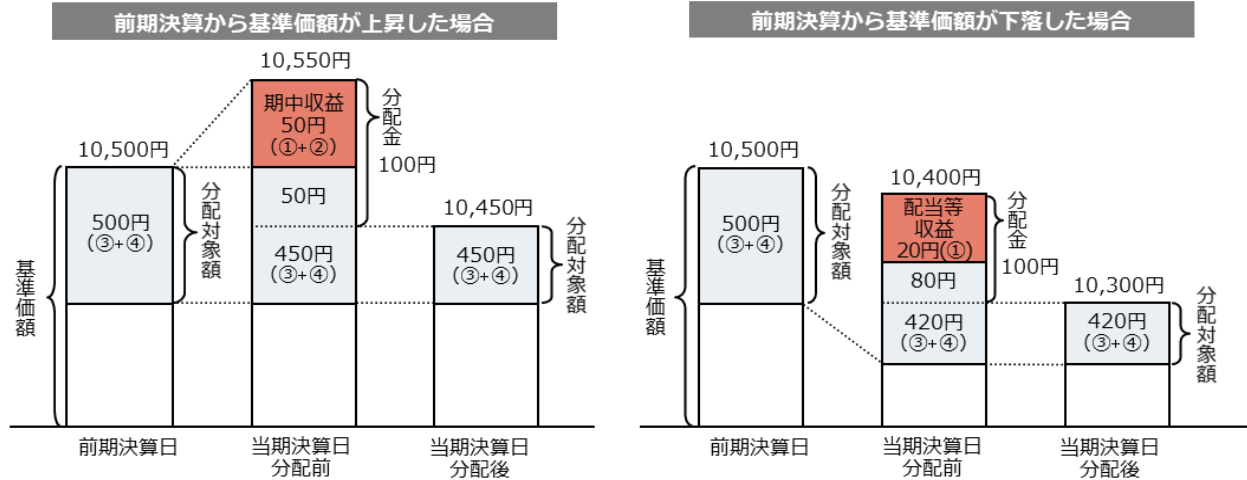 前期決算から基準価額が上昇した場合
10,550円
期中収益
50円
(①+②)
分配金
100円
10,500円
500円
(③+④)
分配対象額
50円
450円
(③+④)
10,450円
450円
(③+④)
分配対象額
基準価額
前期決算日
当期決算日
分配前
当期決算日
分配後
前期決算から基準価額が下落した場合
10,500円
500円
(③+④)
分配対象額
10,400円
配当等
収益
20円(①)
分配金
100円
80円
420円
(③+④)
10,300円
420円
(③+④)
分配対象額
基準価額
前期決算日
当期決算日
分配前
当期決算日
分配後